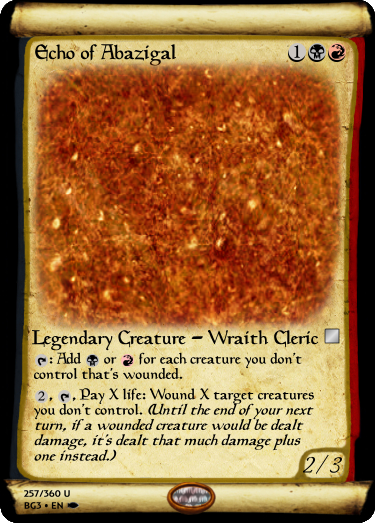 Echo of Abazigal 1
Legendary Creature – Wraith Cleric
: Add or for each creature you don't
control that's wounded.
2, , Pay X life: Wound X target creatures
you don't control. (Until the end of your next
turn, if a wounded creature would be dealt
damage, it's dealt that much damage plus
one instead.)
2/3
257/360 U
BG3 • EN